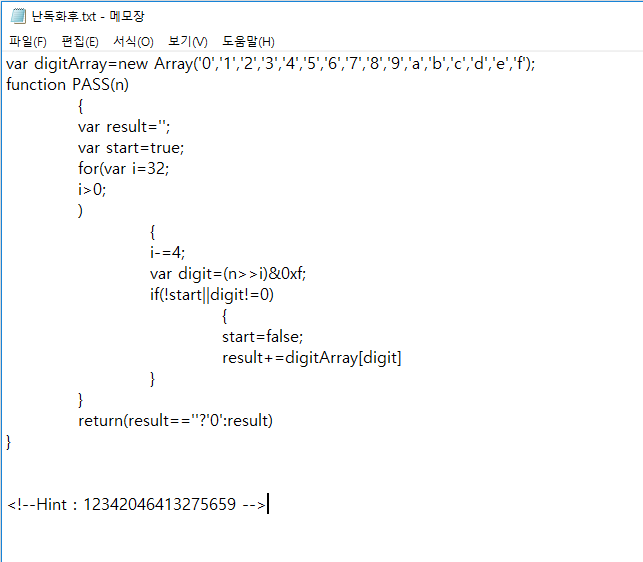 난독화후.txt - 메모장
파일(F) 편집(E) 서식(O) 보기(V) 도움말(H)
var digitArray=new Array('0','1','2','3','4','5','6','7','8','9','a','b','c','d','e','f');
function PASS(n)
{
var result='';
var start=true;
for(var i=32;
i>0;
)
{
i-=4;
var digit=(n>>i)&0xf;
if(!start||digit!=0)
{
start=false;
result+=digitArray[digit]
}
}
return(result==''?'0':result)
}
<!--Hint : 12342046413275659 -->